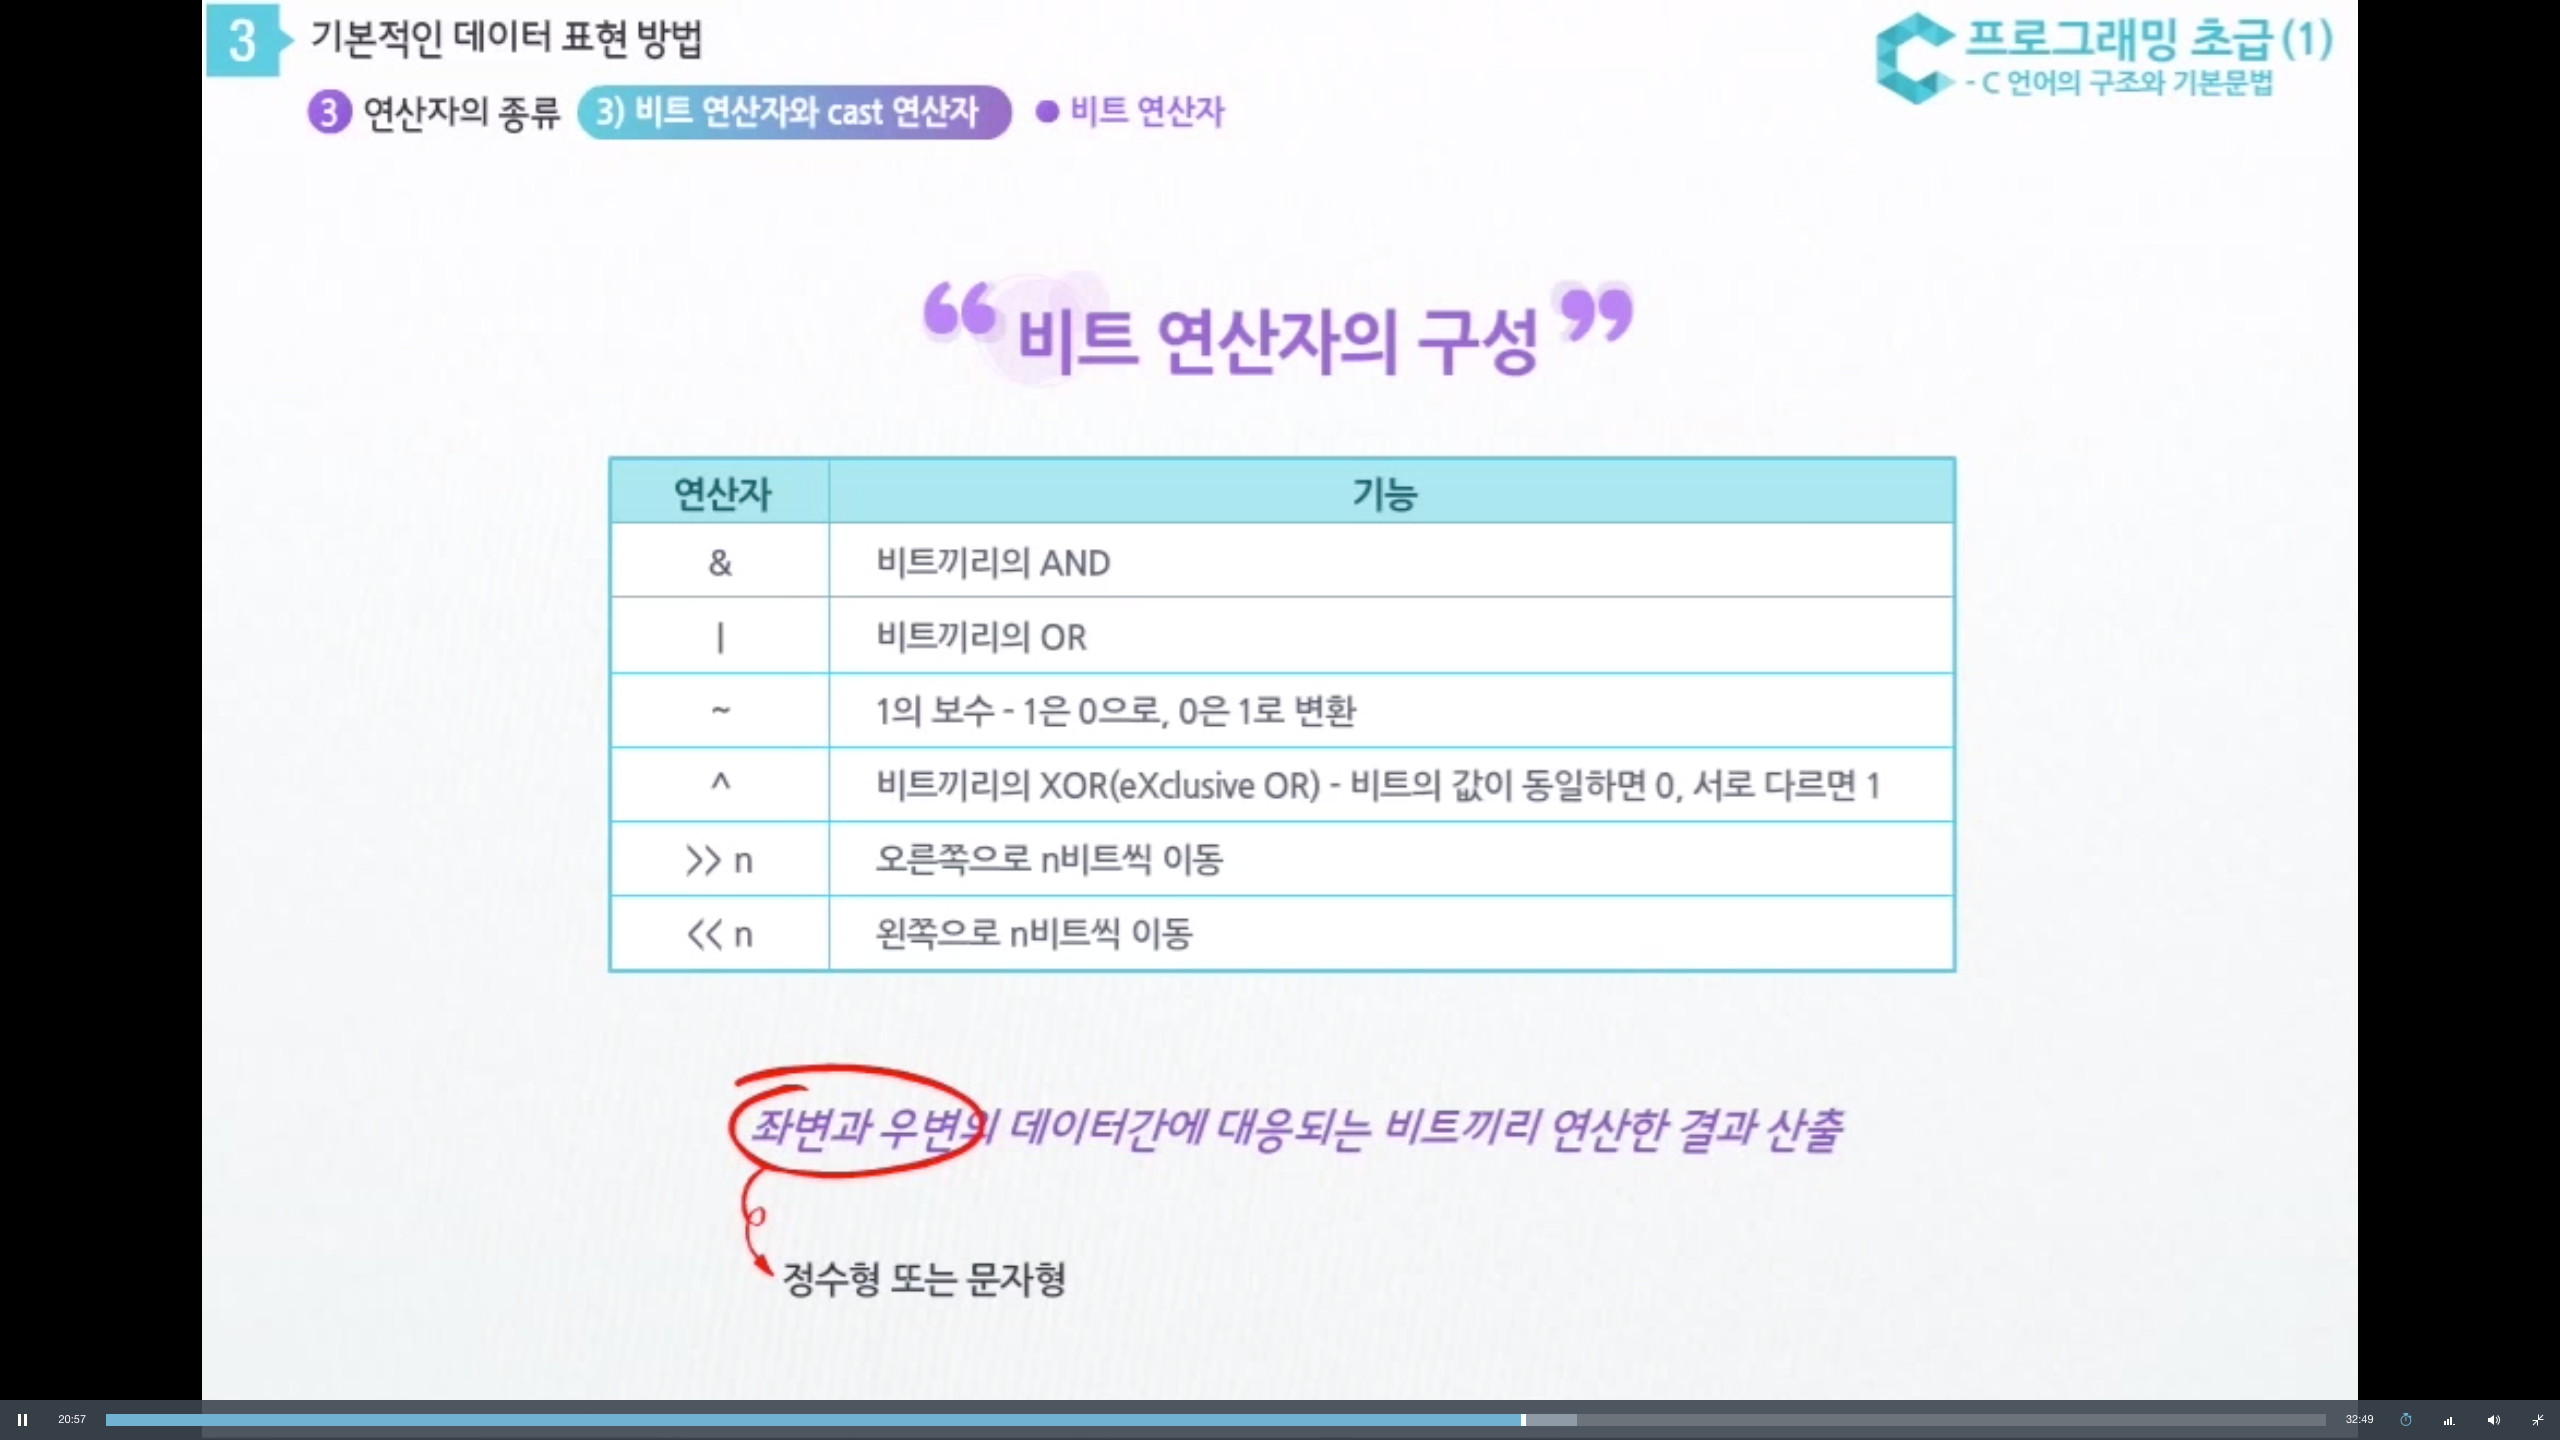 3 기본적인 데이터 표현 방법
프로그래밍 초급(1)
- C 언어의 구조와 기본문법
3 연산자의 종류 3) 비트 연산자와 cast 연산자 ● 비트 연산자
“ 비트 연산자의 구성 ”
연산자 기능
& 비트끼리의 AND
| 비트끼리의 OR
~ 1의 보수 - 1은 0으로, 0은 1로 변환
^ 비트끼리의 XOR(eXclusive OR) - 비트의 값이 동일하면 0, 서로 다르면 1
>> n 오른쪽으로 n비트씩 이동
<< n 왼쪽으로 n비트씩 이동
좌변과 우변의 데이터간에 대응되는 비트끼리 연산한 결과 산출
정수형 또는 문자형
20:57 32:49